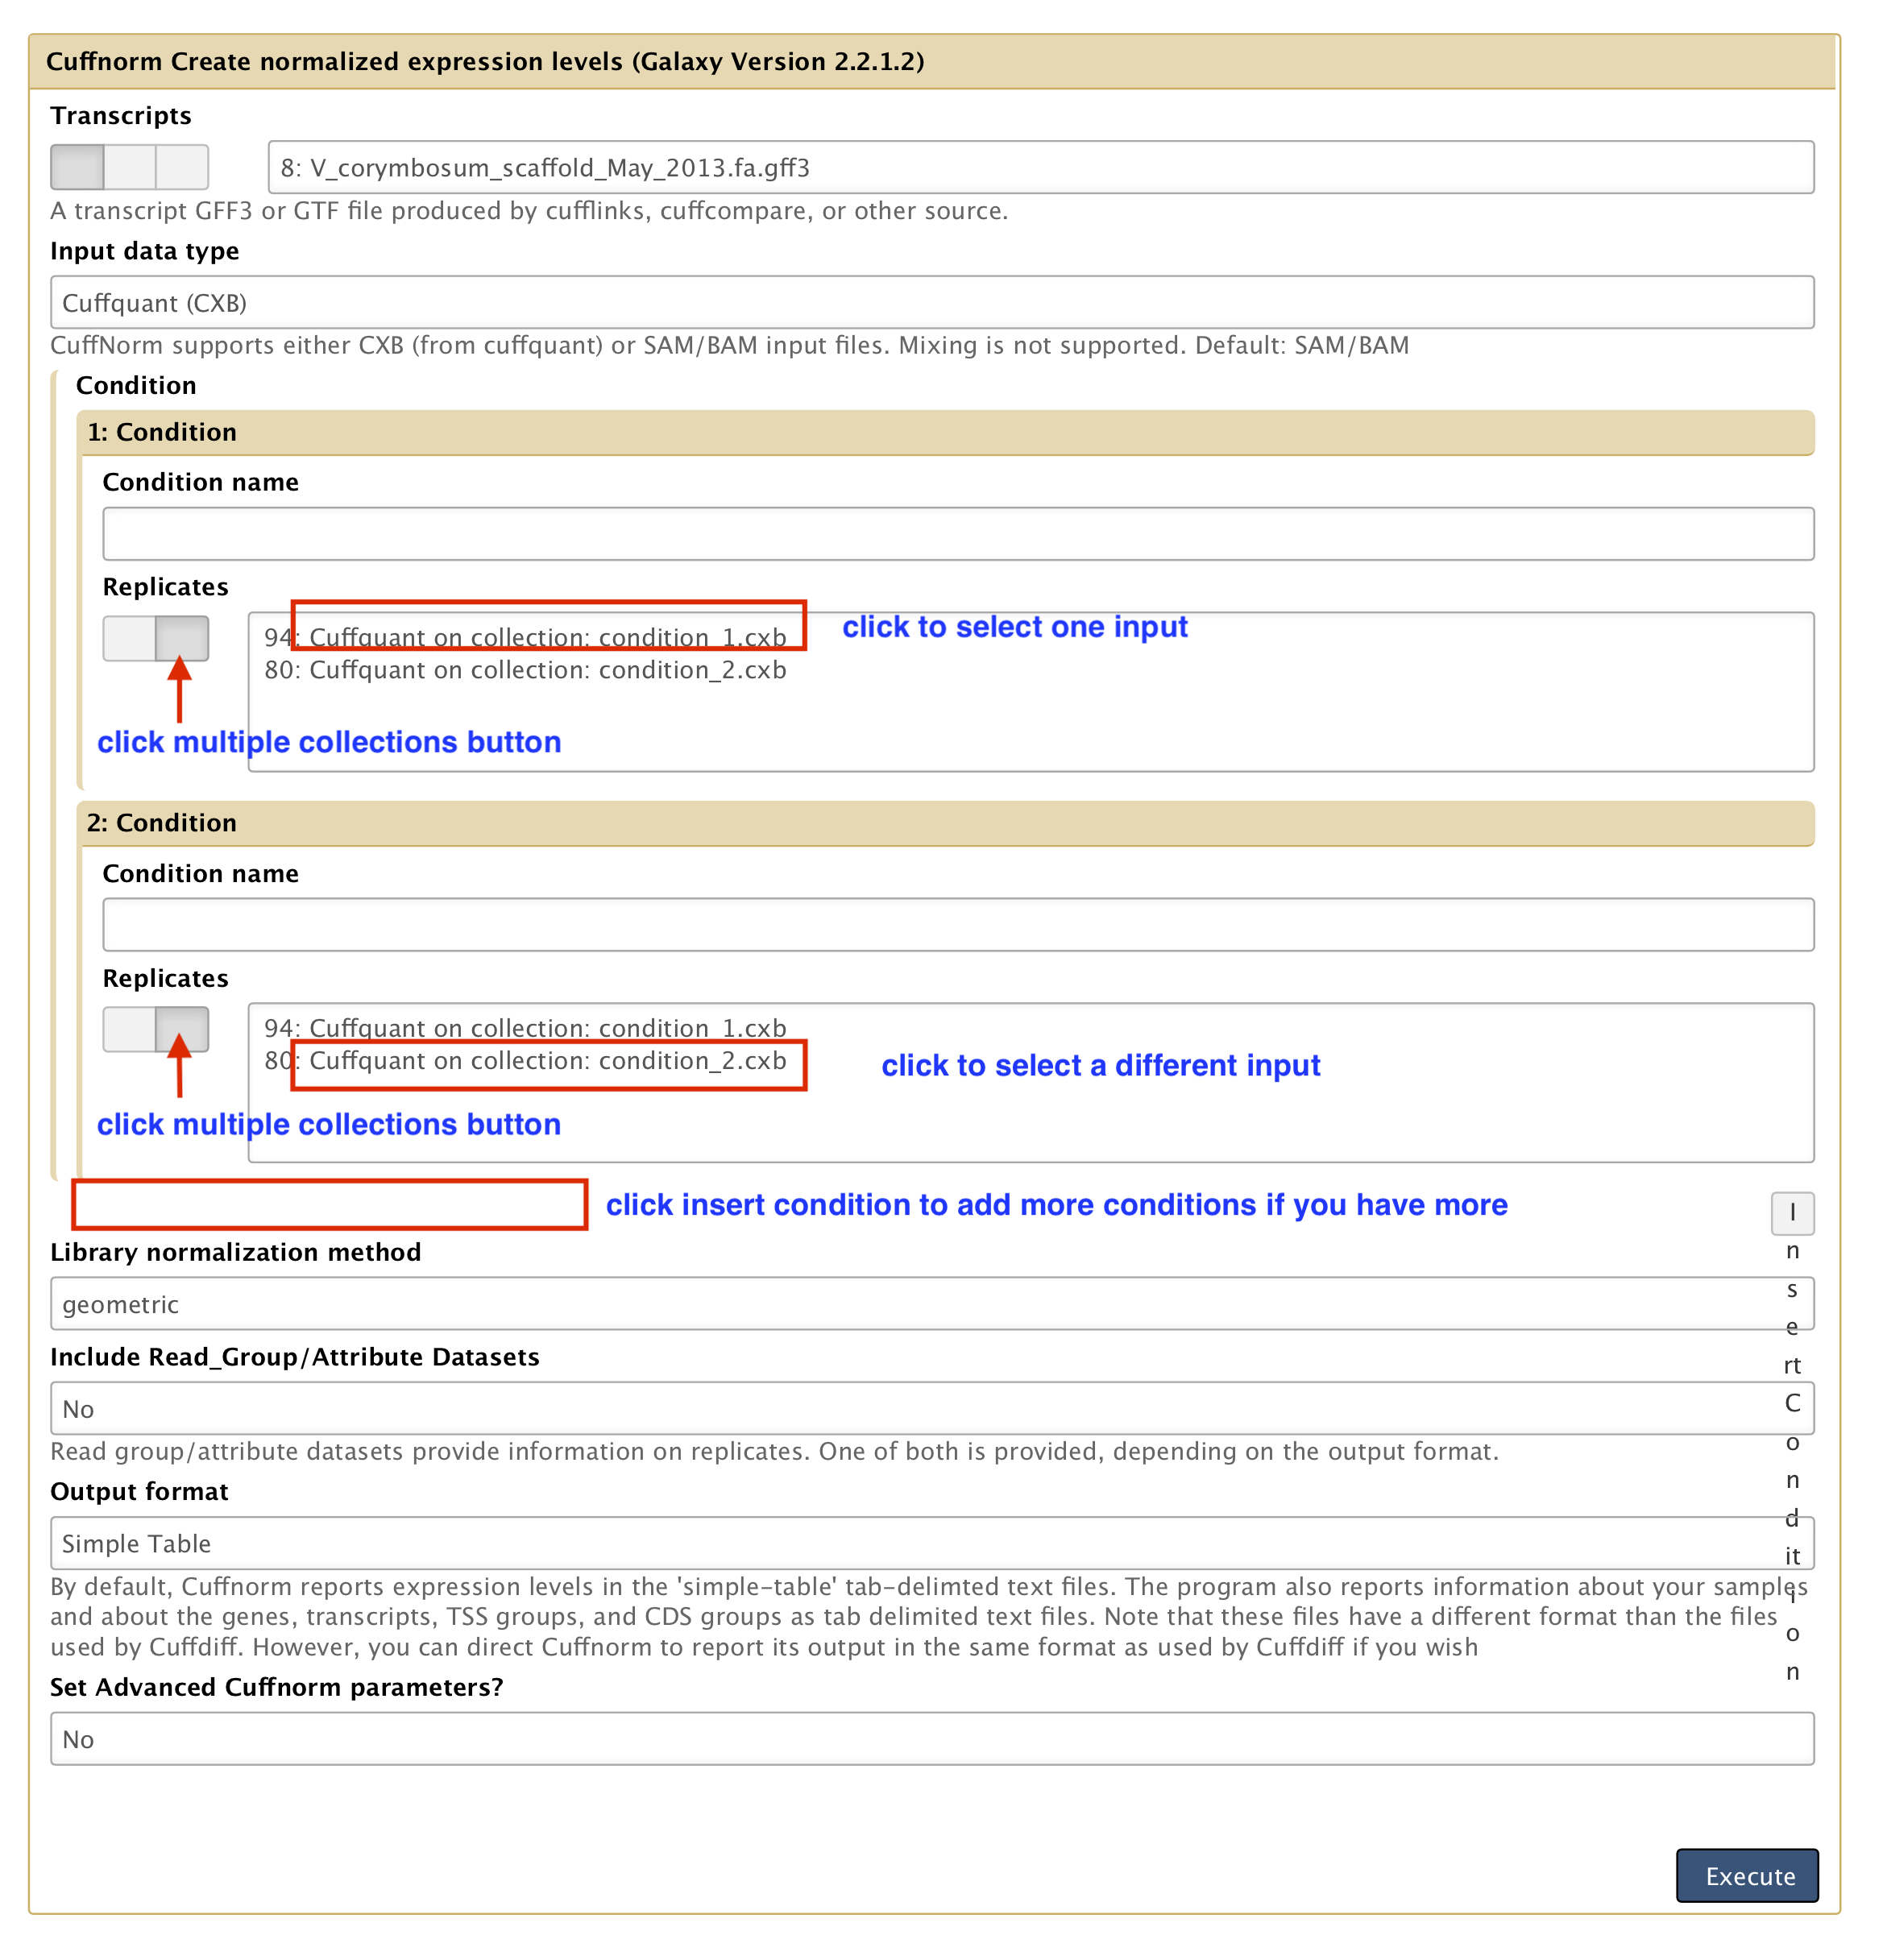 Cuffnorm Create normalized expression levels (Galaxy Version 2.2.1.2)
Transcripts
8: V_corymbosum_scaffold_May_2013.fa.gff3
A transcript GFF3 or GTF file produced by cufflinks, cuffcompare, or other source.
Input data type
Cuffquant (CXB)
CuffNorm supports either CXB (from cuffquant) or SAM/BAM input files. Mixing is not supported. Default: SAM/BAM
Condition
1: Condition
Condition name
Replicates
94: Cuffquant on collection: condition_1.cxb
click to select one input
80: Cuffquant on collection: condition_2.cxb
click multiple collections button
2: Condition
Condition name
Replicates
94: Cuffquant on collection: condition_1.cxb
80: Cuffquant on collection: condition_2.cxb
click to select a different input
click multiple collections button
click insert condition to add more conditions if you have more
I
n
s
e
rt
C
o
n
d
it
i
o
n
Library normalization method
geometric
Include Read_Group/Attribute Datasets
No
Read group/attribute datasets provide information on replicates. One of both is provided, depending on the output format.
Output format
Simple Table
By default, Cuffnorm reports expression levels in the 'simple-table' tab-delimted text files. The program also reports information about your samples
and about the genes, transcripts, TSS groups, and CDS groups as tab delimited text files. Note that these files have a different format than the files
used by Cuffdiff. However, you can direct Cuffnorm to report its output in the same format as used by Cuffdiff if you wish
Set Advanced Cuffnorm parameters?
No
Execute